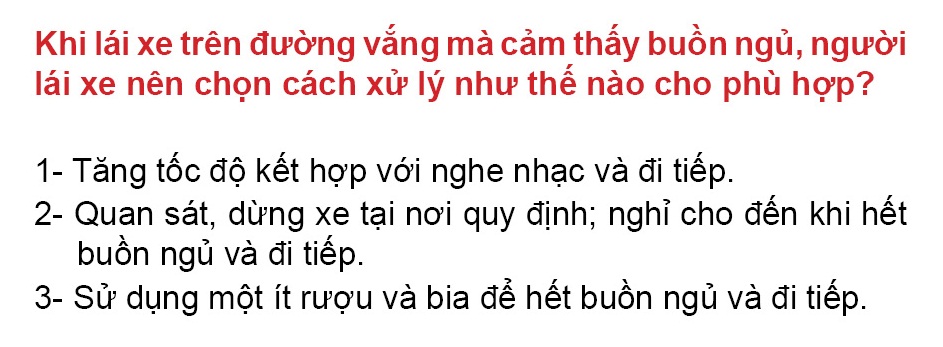 Khi lái xe trên đường vắng mà cảm thấy buồn ngủ, người
lái xe nên chọn cách xử lý như thế nào cho phù hợp?
1- Tăng tốc độ kết hợp với nghe nhạc và đi tiếp.
2- Quan sát, dừng xe tại nơi quy định; nghỉ cho đến khi hết
buồn ngủ và đi tiếp.
3- Sử dụng một ít rượu và bia để hết buồn ngủ và đi tiếp.